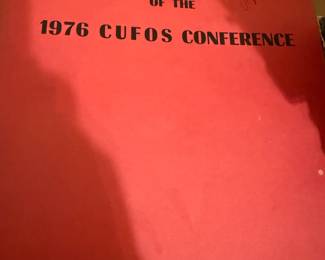 OF THE
1976 CUFOS CONFERENCE